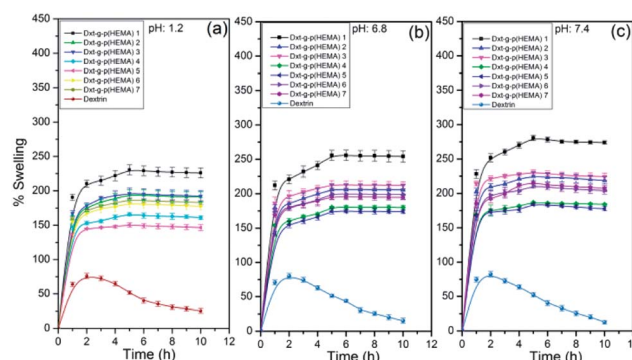 pH: 1.2 (a)
Dxt-g-p(HEMA) 1
Dxt-g-p(HEMA) 2
Dxt-g-p(HEMA) 3
Dxt-g-p(HEMA) 4
Dxt-g-p(HEMA) 5
Dxt-g-p(HEMA) 6
Dxt-g-p(HEMA) 7
Dextrin
% Swelling
450
400
350
300
250
200
150
100
50
0
0 2 4 6 8 10 12
Time (h)
pH: 6.8
(b)
Dxt-g-p(HEMA) 1
Dxt-g-p(HEMA) 2
Dxt-g-p(HEMA) 3
Dxt-g-p(HEMA) 4
Dxt-g-p(HEMA) 5
Dxt-g-p(HEMA) 6
Dxt-g-p(HEMA) 7
Dextrin
450
400
350
300
250
200
150
100
50
0
0 2 4 6 8 10 12
Time (h)
pH: 7.4
(c)
Dxt-g-p(HEMA) 1
Dxt-g-p(HEMA) 2
Dxt-g-p(HEMA) 3
Dxt-g-p(HEMA) 4
Dxt-g-p(HEMA) 5
Dxt-g-p(HEMA) 6
Dxt-g-p(HEMA) 7
Dextrin
450
400
350
300
250
200
150
100
50
0
0 2 4 6 8 10
Time (h)